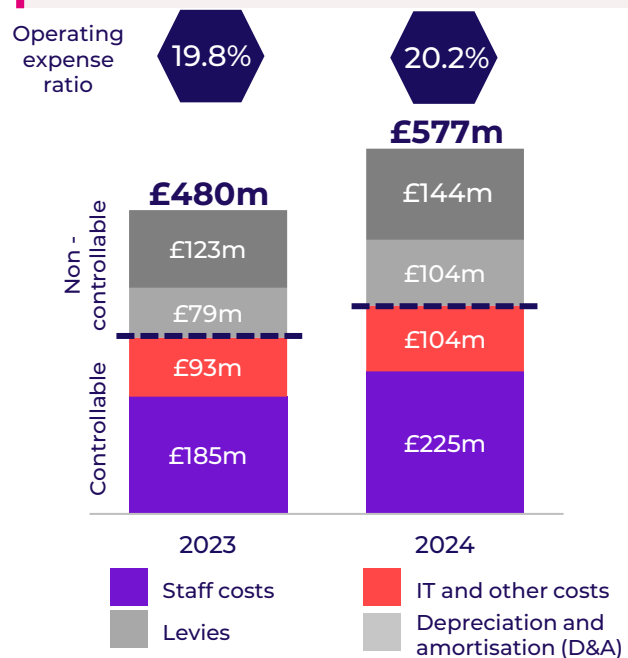 Operating
expense
ratio
19.8%
20.2%
£480m
£577m
Non -
controllable
Controllable
£123m
£79m
£93m
£185m
£144m
£104m
£104m
£225m
2023
2024
Staff costs
IT and other costs
Levies
Depreciation and
amortisation (D&A)